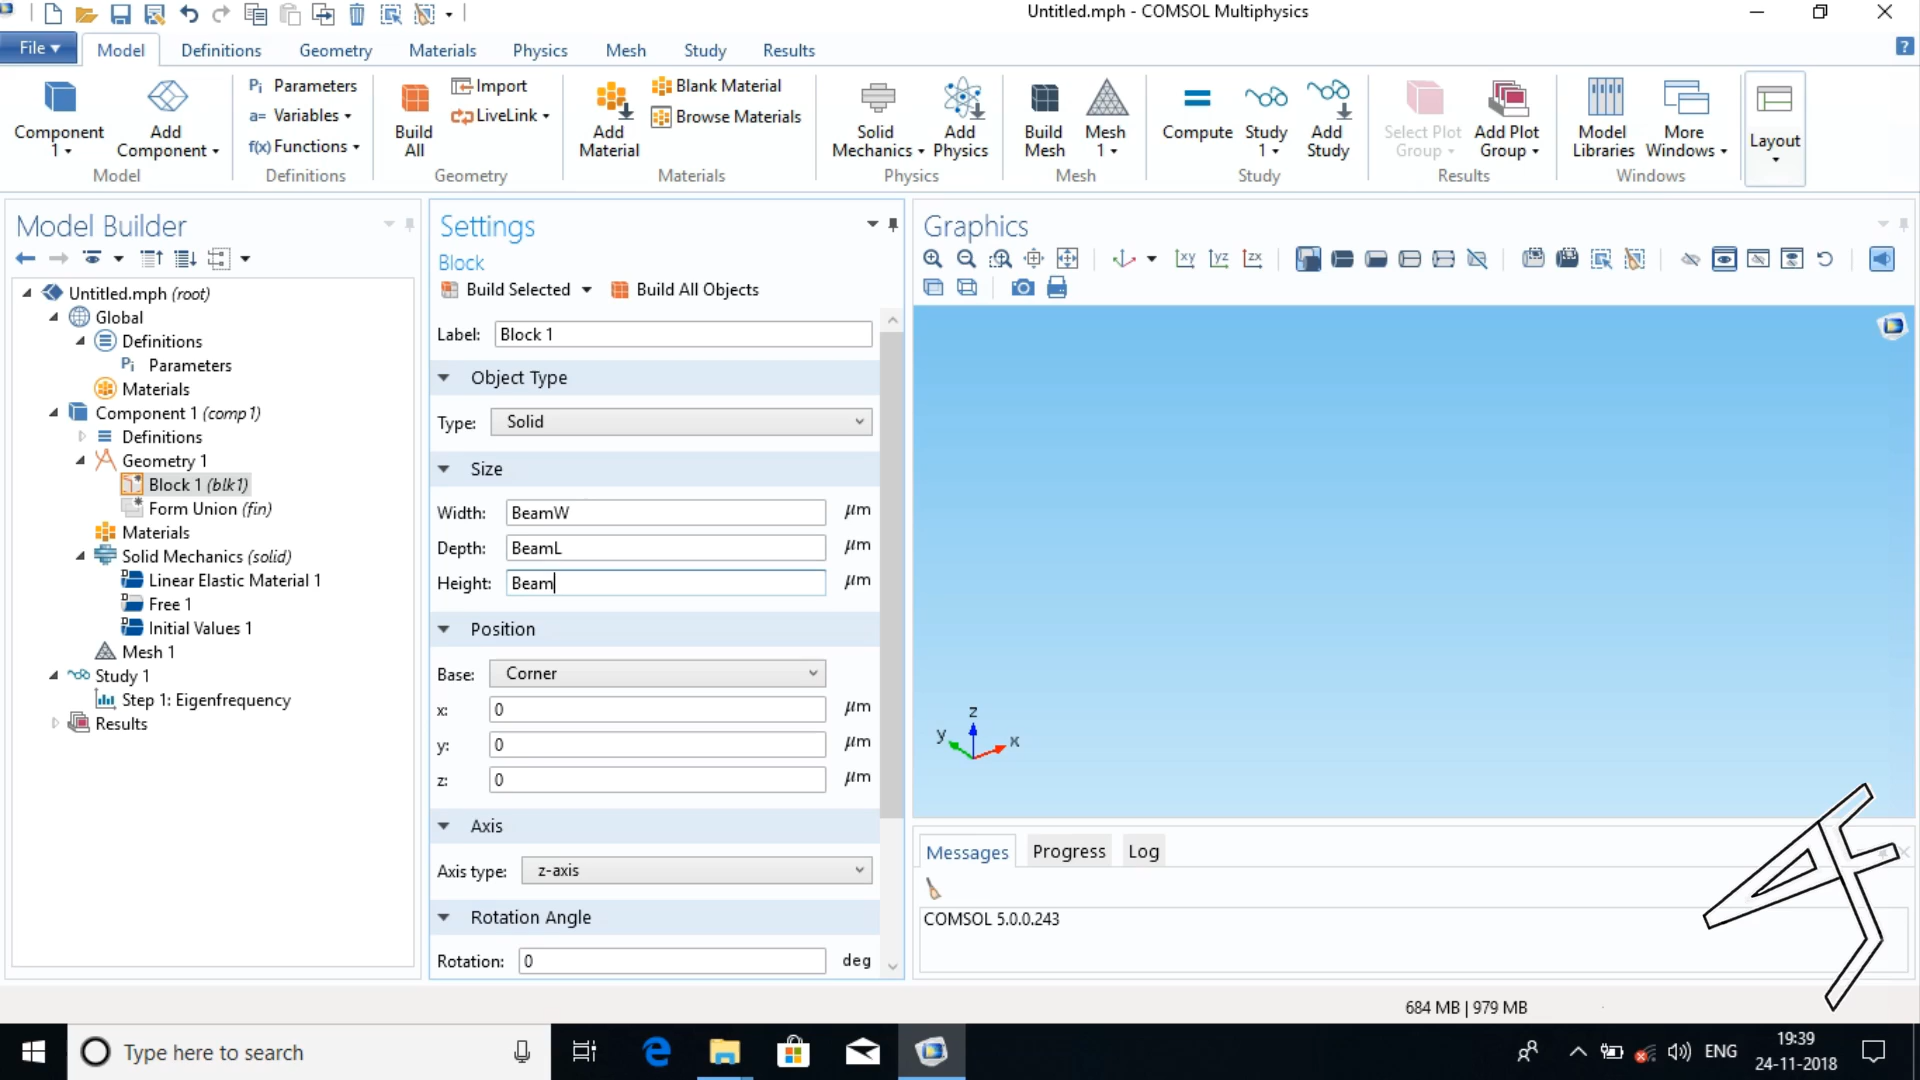 Untitled.mph - COMSOL Multiphysics
File Model Definitions Geometry Materials Physics Mesh Study Results
Component 1
Add Component
Model
Pi Parameters
a= Variables
f(x) Functions
Definitions
Build All
Import
LiveLink
Geometry
Add Material
Blank Material
Browse Materials
Materials
Solid Mechanics
Add Physics
Physics
Build Mesh
Mesh 1
Mesh
Compute
Study 1
Add Study
Study
Select Plot Group
Add Plot Group
Results
Model Libraries
More Windows
Windows
Layout
Model Builder
Untitled.mph (root)
Global
Definitions
Pi Parameters
Materials
Component 1 (comp1)
Definitions
Geometry 1
Block 1 (blk1)
Form Union (fin)
Materials
Solid Mechanics (solid)
Linear Elastic Material 1
Free 1
Initial Values 1
Mesh 1
Study 1
Step 1: Eigenfrequency
Results
Settings
Block
Build Selected Build All Objects
Label: Block 1
Object Type
Type: Solid
Size
Width: BeamW µm
Depth: BeamL µm
Height: Beam µm
Position
Base: Corner
x: 0 µm
y: 0 µm
z: 0 µm
Axis
Axis type: z-axis
Rotation Angle
Rotation: 0 deg
Graphics
xy yz zx
z
y
x
Messages Progress Log
COMSOL 5.0.0.243
684 MB | 979 MB
Type here to search
ENG
19:39
24-11-2018